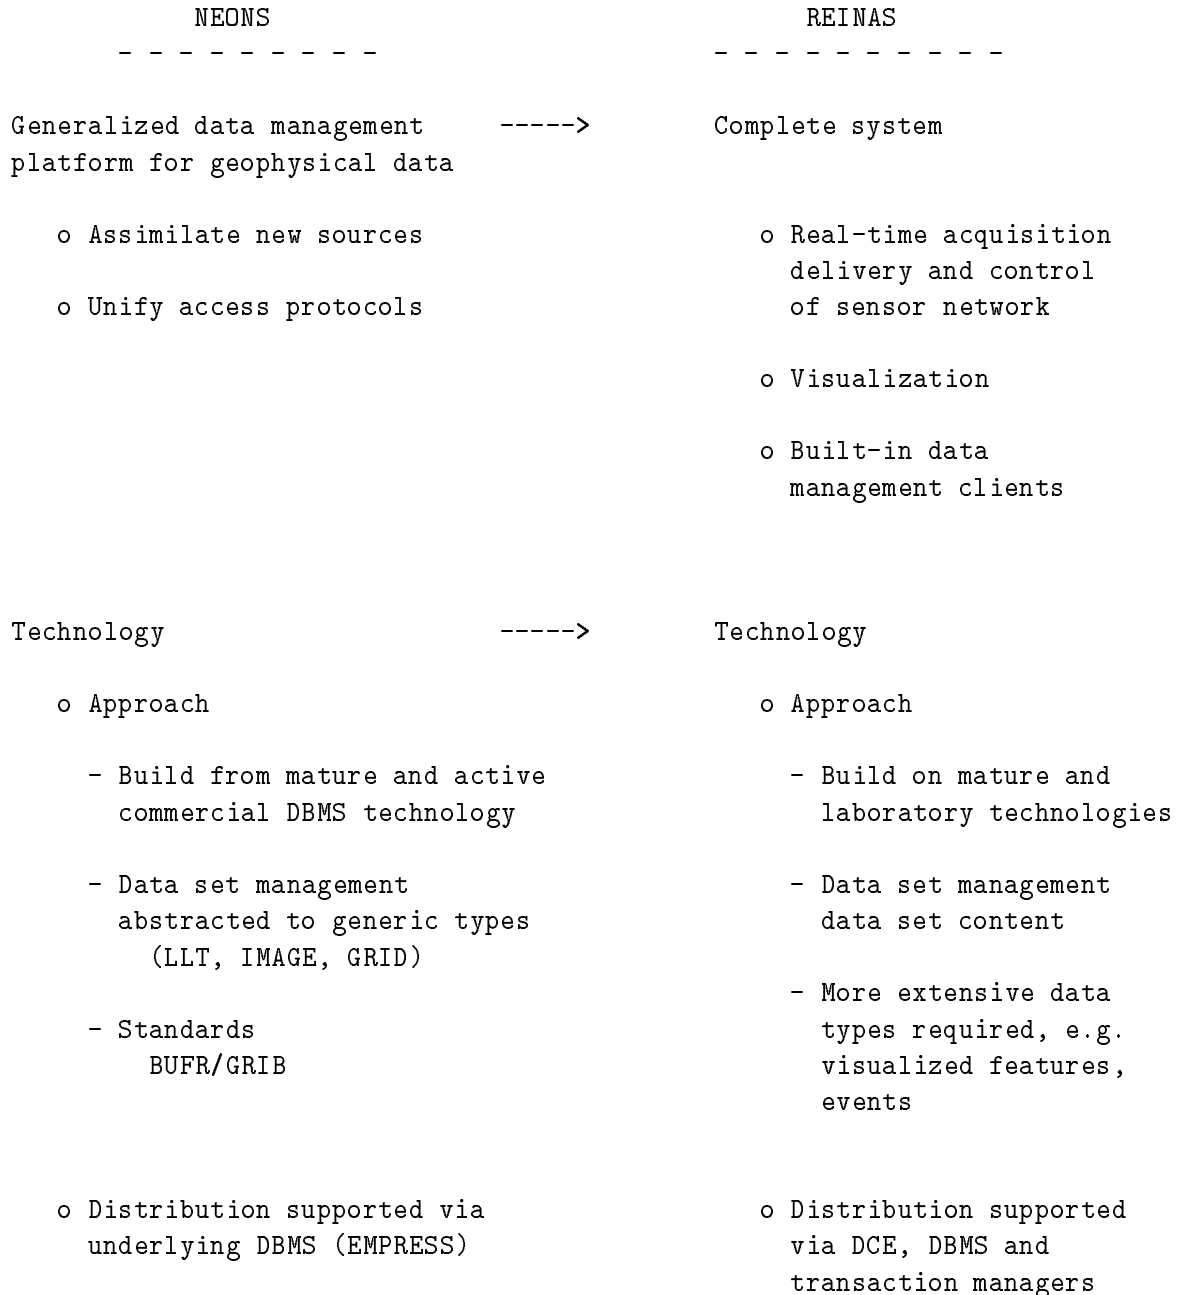 NEONS REINAS
- - - - - - - - - - - - - - - - - - -
Generalized data management -----> Complete system
platform for geophysical data
o Assimilate new sources o Real-time acquisition
delivery and control
o Unify access protocols of sensor network
o Visualization
o Built-in data
management clients
Technology -----> Technology
o Approach o Approach
- Build from mature and active - Build on mature and
commercial DBMS technology laboratory technologies
- Data set management - Data set management
abstracted to generic types data set content
(LLT, IMAGE, GRID)
- More extensive data
- Standards types required, e.g.
BUFR/GRIB visualized features,
events
o Distribution supported via o Distribution supported
underlying DBMS (EMPRESS) via DCE, DBMS and
transaction managers